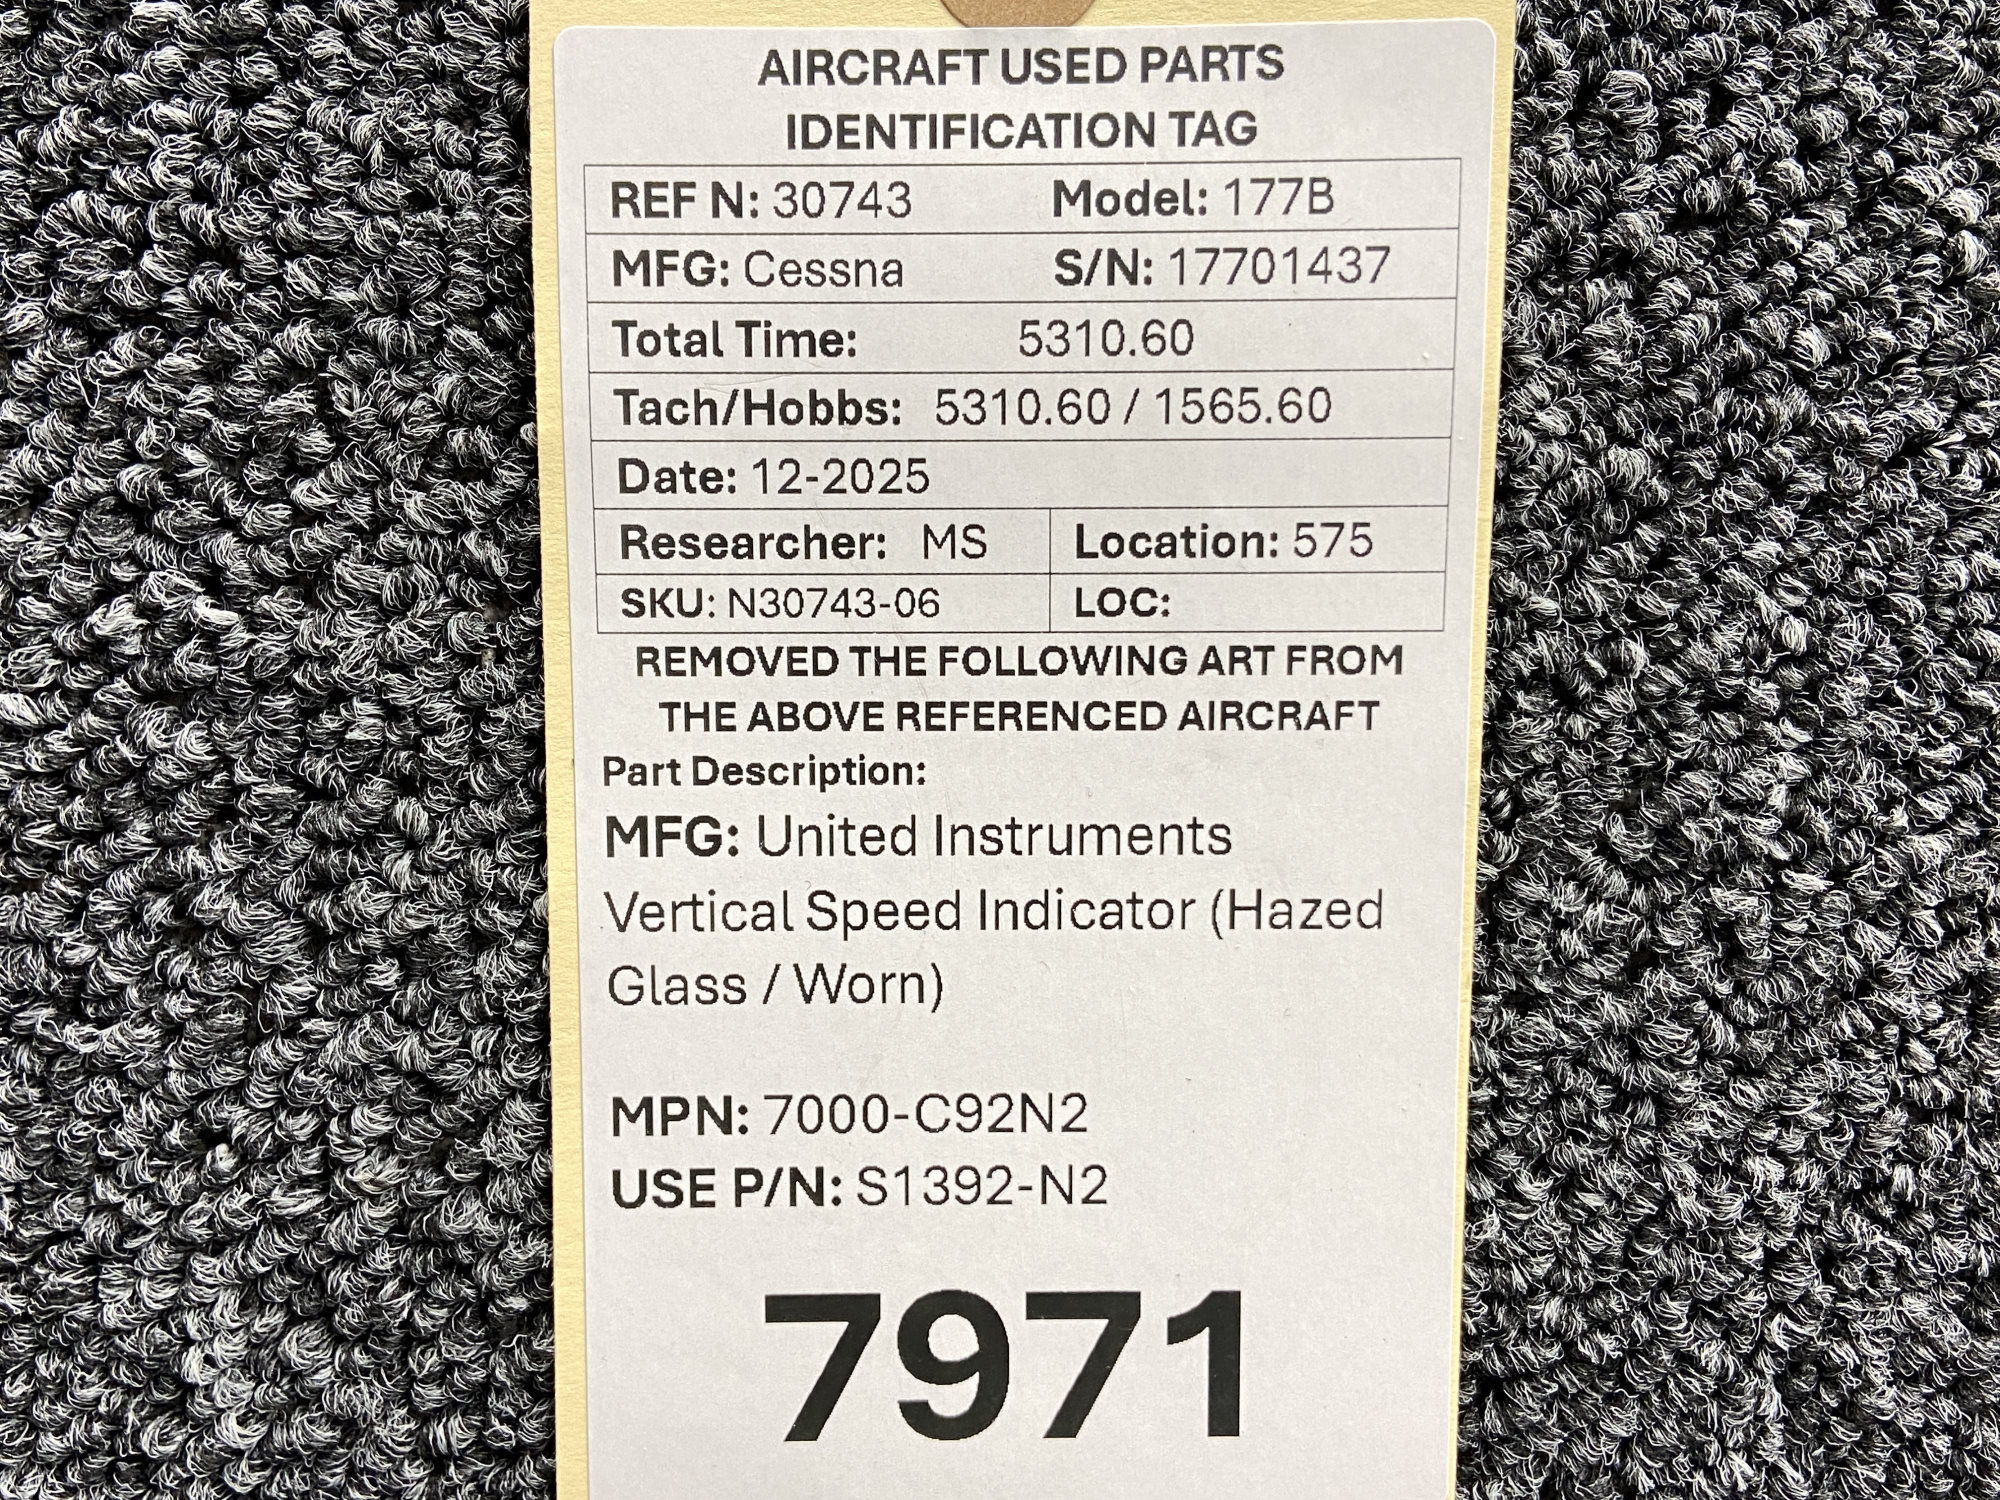 AIRCRAFT USED PARTS
IDENTIFICATION TAG
REF N: 30743 Model: 177B
MFG: Cessna S/N: 17701437
Total Time: 5310.60
Tach/Hobbs: 5310.60 / 1565.60
Date: 12-2025
Researcher: MS Location: 575
SKU: N30743-06 LOC:
REMOVED THE FOLLOWING ART FROM
THE ABOVE REFERENCED AIRCRAFT
Part Description:
MFG: United Instruments
Vertical Speed Indicator (Hazed
Glass / Worn)
MPN: 7000-C92N2
USE P/N: S1392-N2
7971